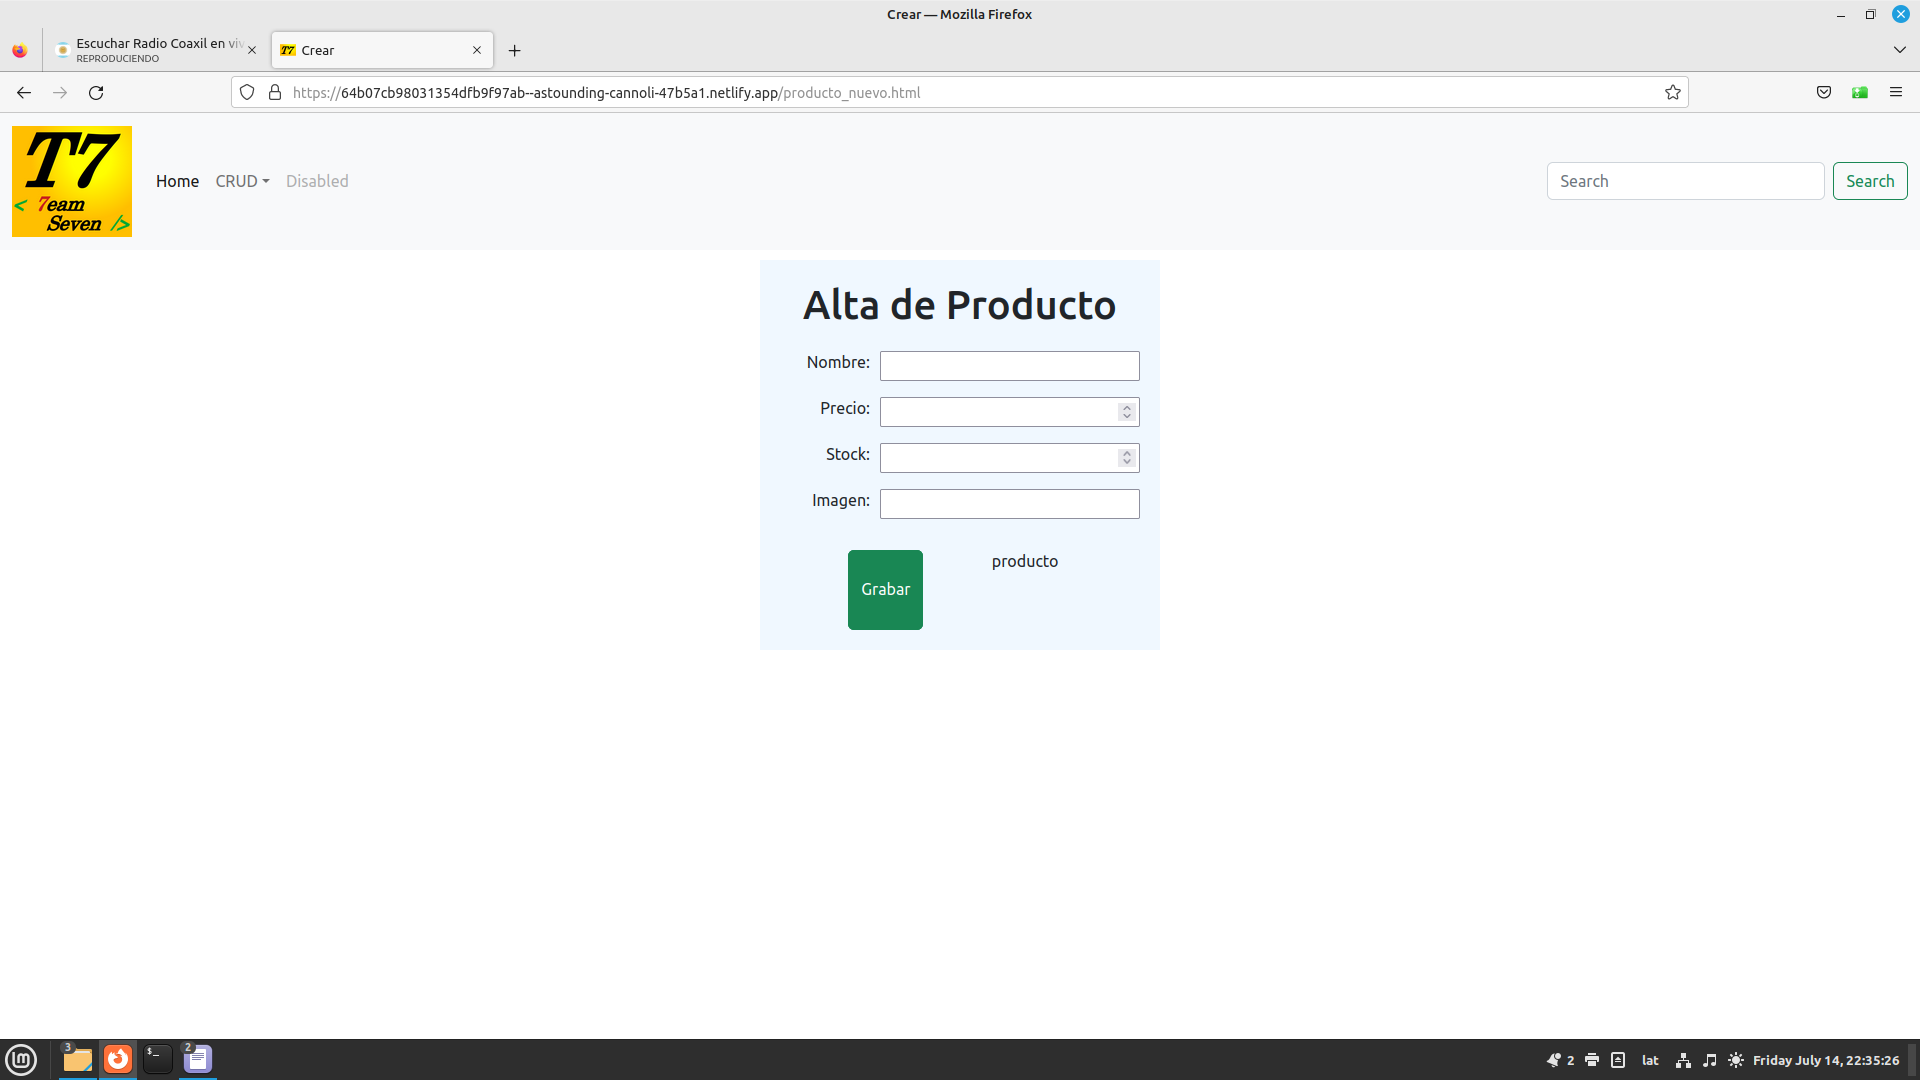 Crear — Mozilla Firefox
Escuchar Radio Coaxil en viv
REPRODUCIENDO
T7 Crear
https://64b07cb98031354dfb9f97ab--astounding-cannoli-47b5a1.netlify.app/producto_nuevo.html
T7
< 7eam
Seven />
Home CRUD Disabled
Search Search
Alta de Producto
Nombre:
Precio:
Stock:
Imagen:
Grabar producto
3 $_ 2 2 lat Friday July 14, 22:35:26